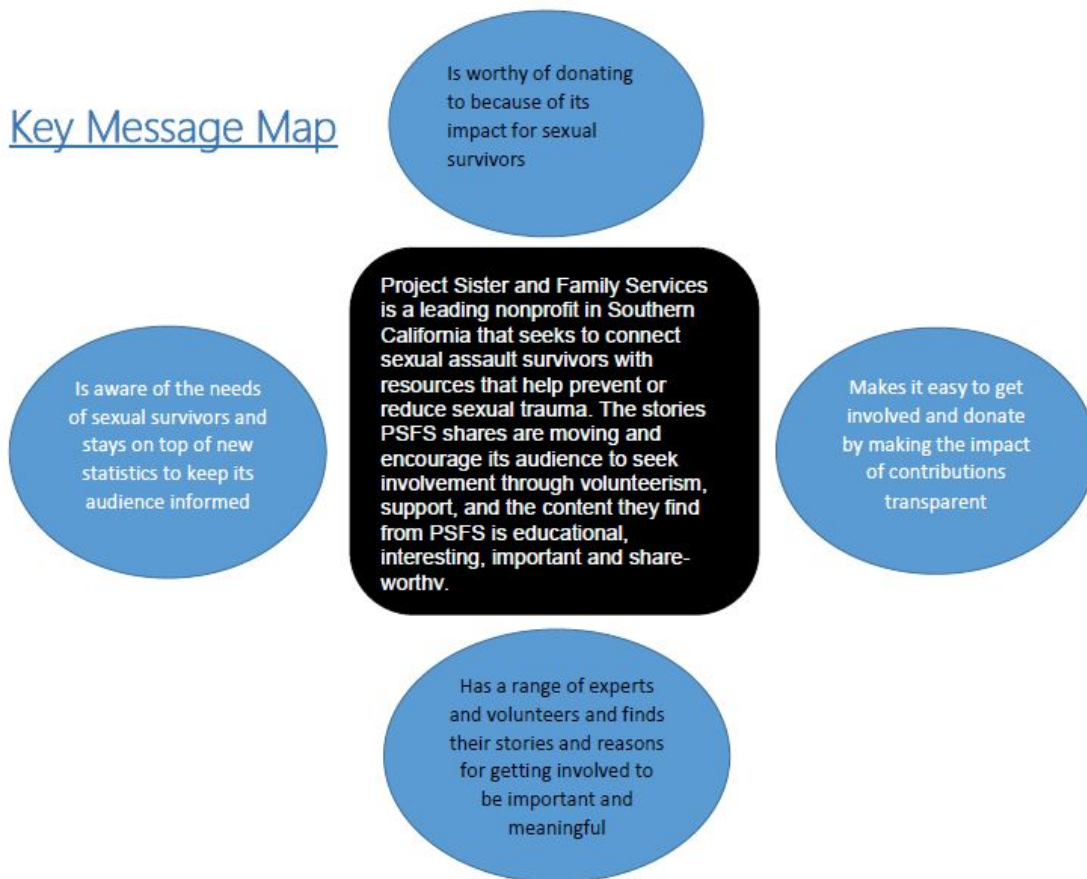 Is worthy of donating
to because of its
impact for sexual
survivors
Key Message Map
Project Sister and Family Services
is a leading nonprofit in Southern
California that seeks to connect
sexual assault survivors with
resources that help prevent or
reduce sexual trauma. The stories
PSFS shares are moving and
encourage its audience to seek
involvement through volunteerism,
support, and the content they find
from PSFS is educational,
interesting, important and share-
worthy.
Is aware of the needs
of sexual survivors and
stays on top of new
statistics to keep its
audience informed
Makes it easy to get
involved and donate
by making the impact
of contributions
transparent
Has a range of experts
and volunteers and finds
their stories and reasons
for getting involved to
be important and
meaningful